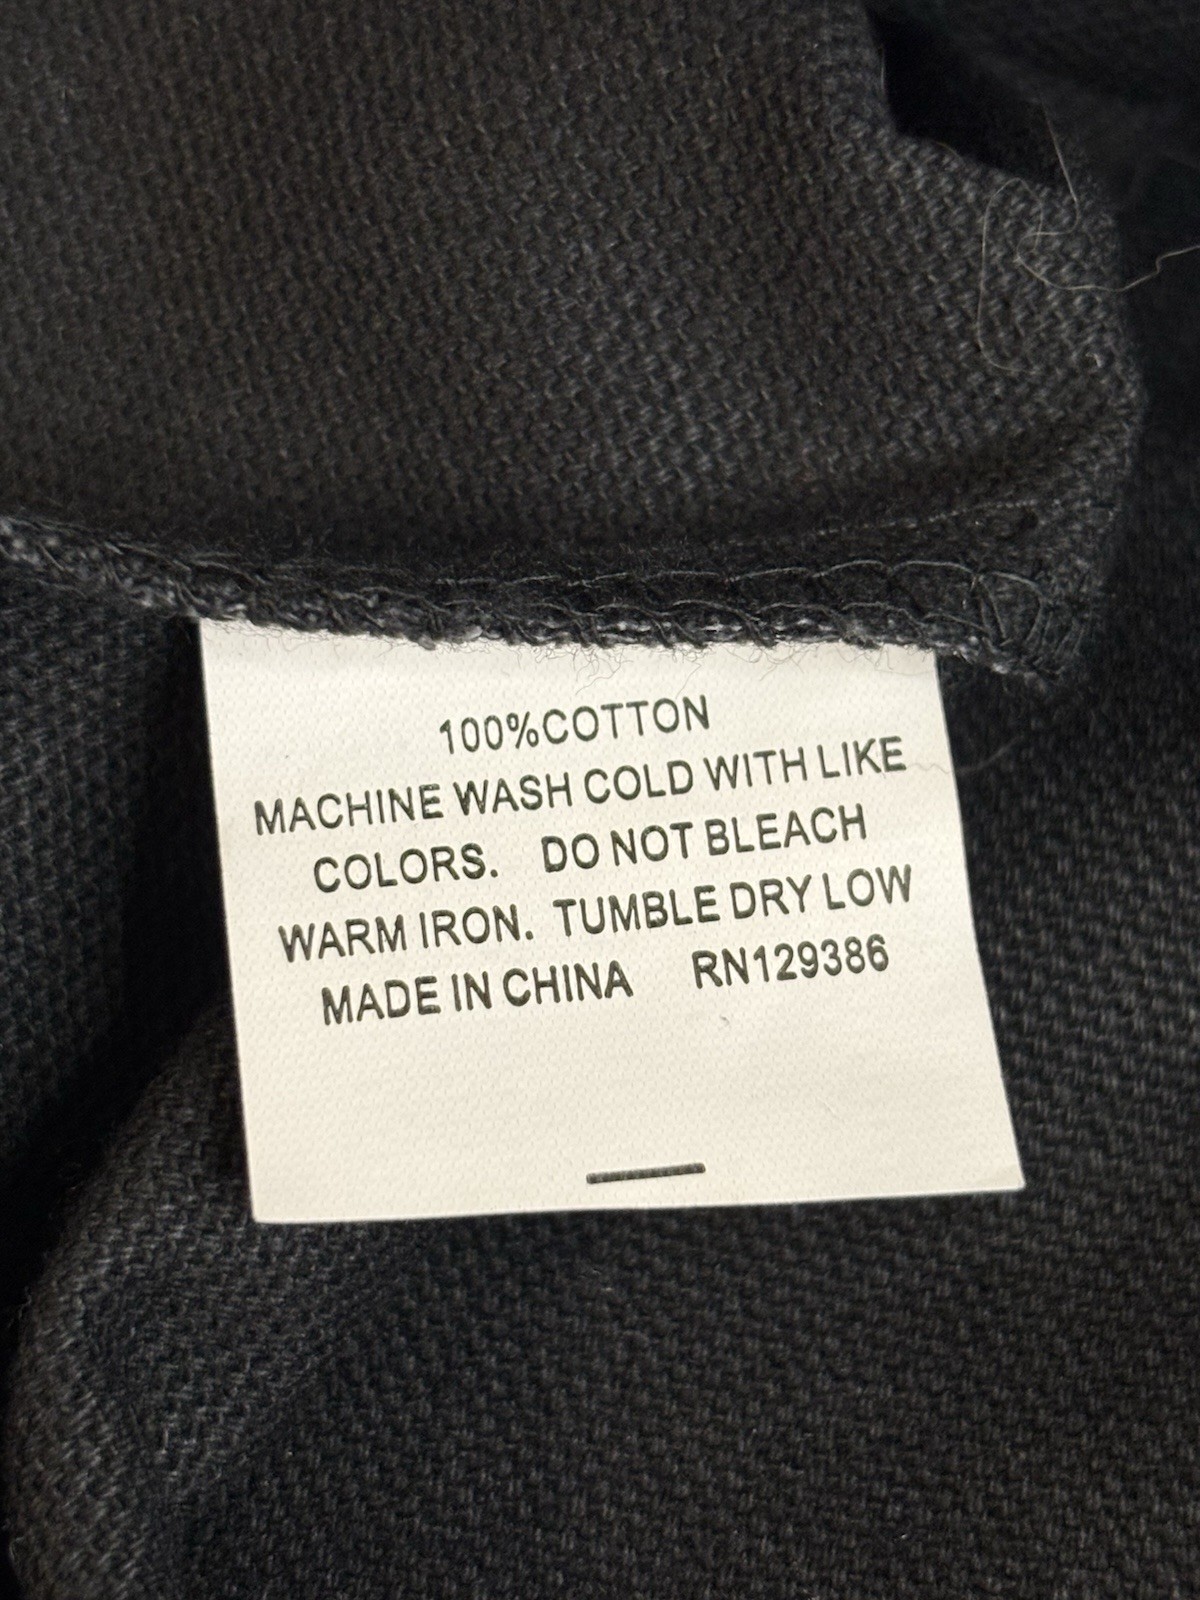 100%COTTON
MACHINE WASH COLD WITH LIKE
COLORS. DO NOT BLEACH
WARM IRON. TUMBLE DRY LOW
MADE IN CHINA RN129386